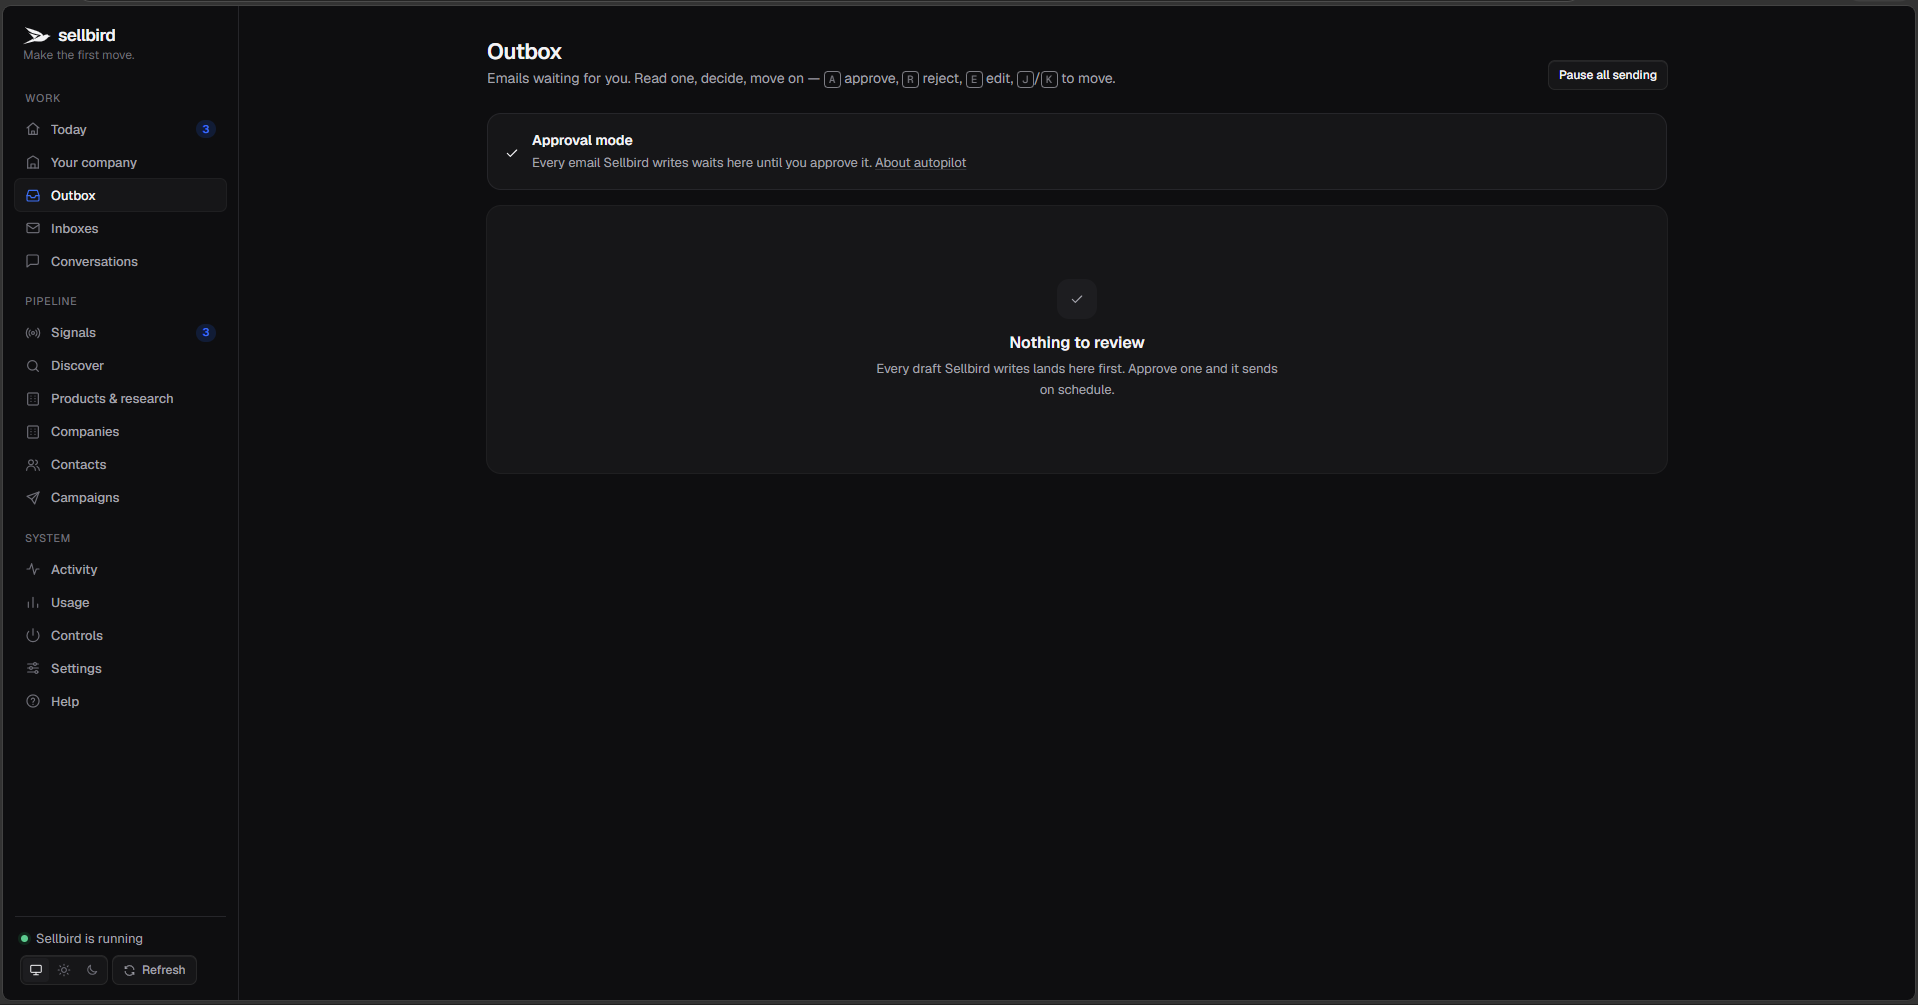 sellbird
Make the first move.
WORK
Today 3
Your company
Outbox
Inboxes
Conversations
PIPELINE
Signals 3
Discover
Products & research
Companies
Contacts
Campaigns
SYSTEM
Activity
Usage
Controls
Settings
Help
Sellbird is running
Refresh
Outbox
Emails waiting for you. Read one, decide, move on — A approve, R reject, E edit, J/K to move.
Pause all sending
Approval mode
Every email Sellbird writes waits here until you approve it. About autopilot
Nothing to review
Every draft Sellbird writes lands here first. Approve one and it sends
on schedule.